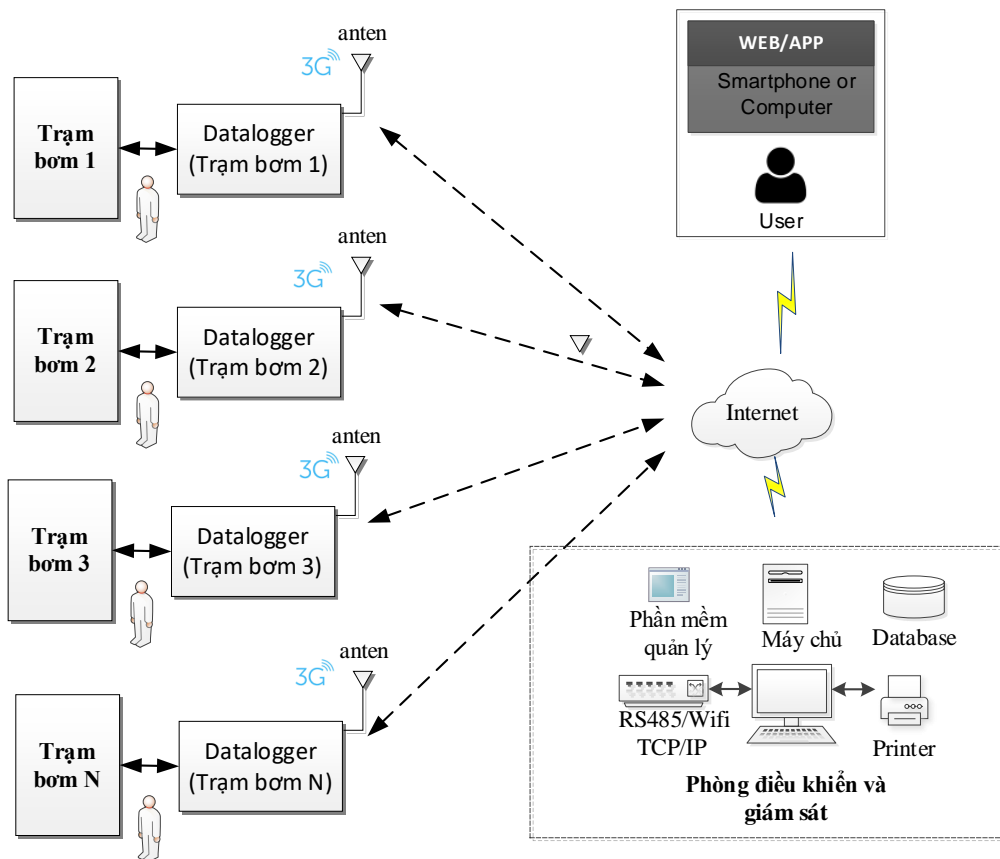 anten
3G
Trạm
bơm 1
Datalogger
(Trạm bơm 1)
WEB/APP
Smartphone or
Computer
User
anten
3G
Trạm
bơm 2
Datalogger
(Trạm bơm 2)
Internet
anten
3G
Trạm
bơm 3
Datalogger
(Trạm bơm 3)
anten
3G
Trạm
bơm N
Datalogger
(Trạm bơm N)
Phần mềm
quản lý
Máy chủ
Database
RS485/Wifi
TCP/IP
Printer
Phòng điều khiển và
giám sát